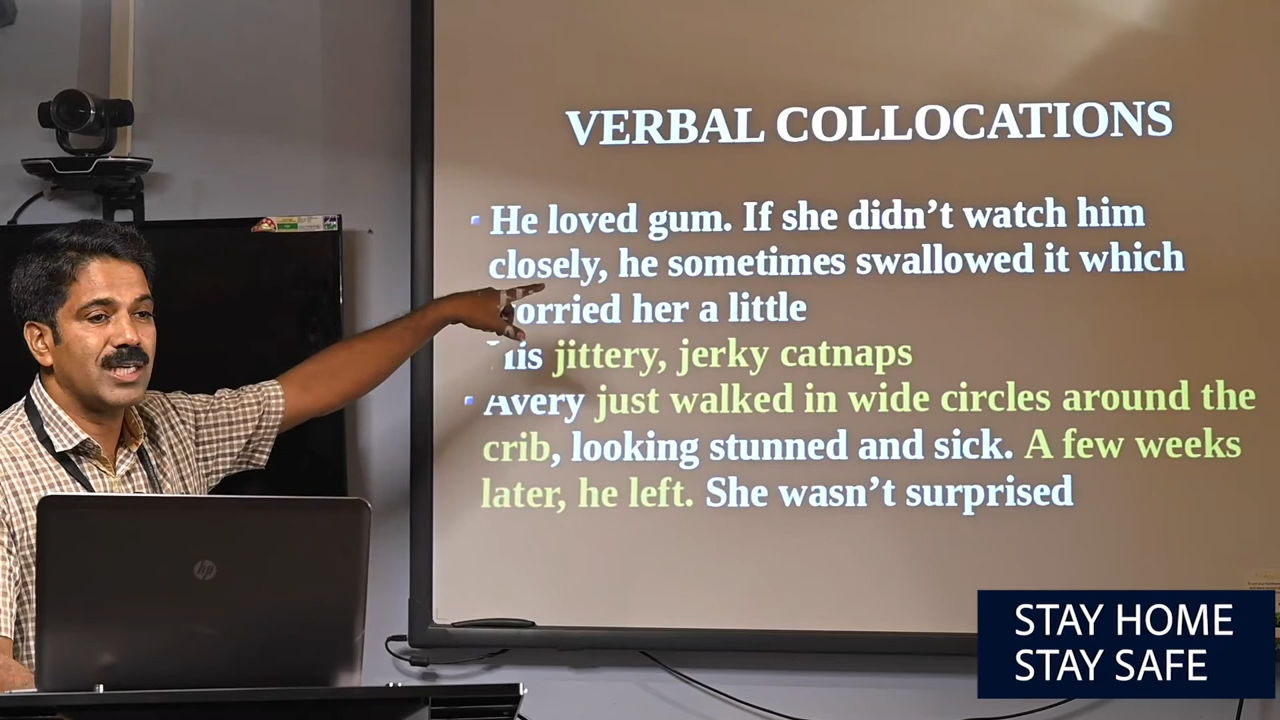 VERBAL COLLOCATIONS
He loved gum. If she didn’t watch him
closely, he sometimes swallowed it which
worried her a little
His jittery, jerky catnaps
Avery just walked in wide circles around the
crib, looking stunned and sick. A few weeks
later, he left. She wasn’t surprised
hp
STAY HOME
STAY SAFE